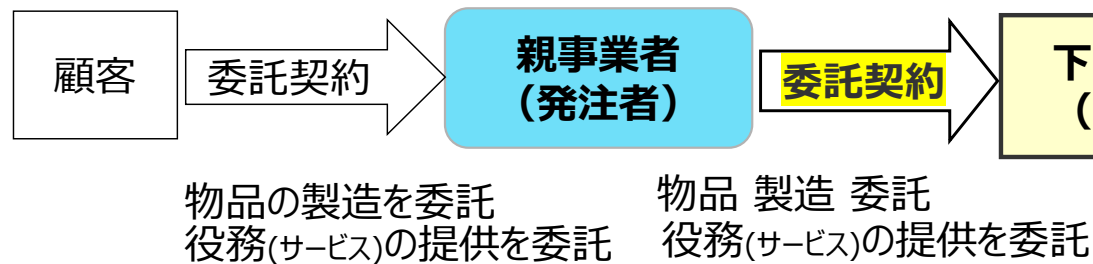 顧客
委託契約
親事業者
（発注者）
委託契約
下
（
物品の製造を委託
役務(サービス)の提供を委託
物品 製造 委託
役務(サービス)の提供を委託